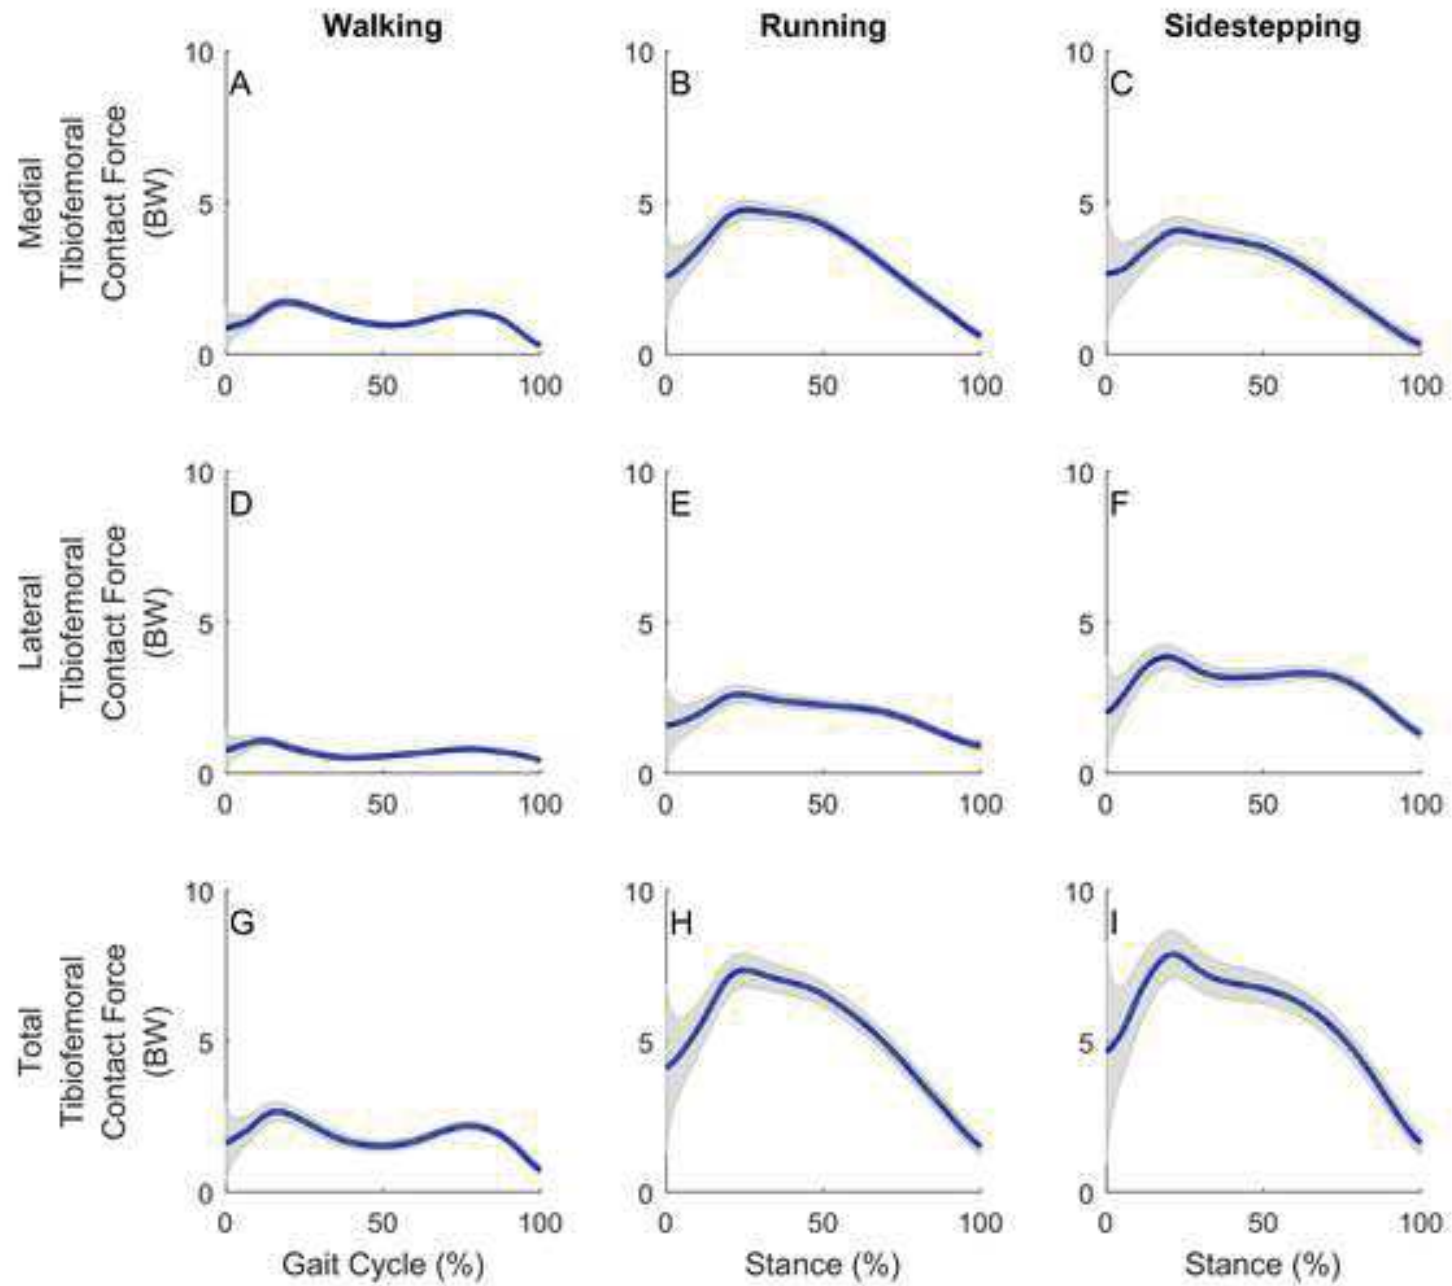 Walking Running Sidestepping
Medial
Tibiofemoral
Contact Force
(BW)
10 10 10
A B C
5 5 5
0 0 0
0 50 100 0 50 100 0 50 100
Lateral
Tibiofemoral
Contact Force
(BW)
10 10 10
D E F
5 5 5
0 0 0
0 50 100 0 50 100 0 50 100
Total
Tibiofemoral
Contact Force
(BW)
10 10 10
G H I
5 5 5
0 0 0
0 50 100 0 50 100 0 50 100
Gait Cycle (%) Stance (%) Stance (%)